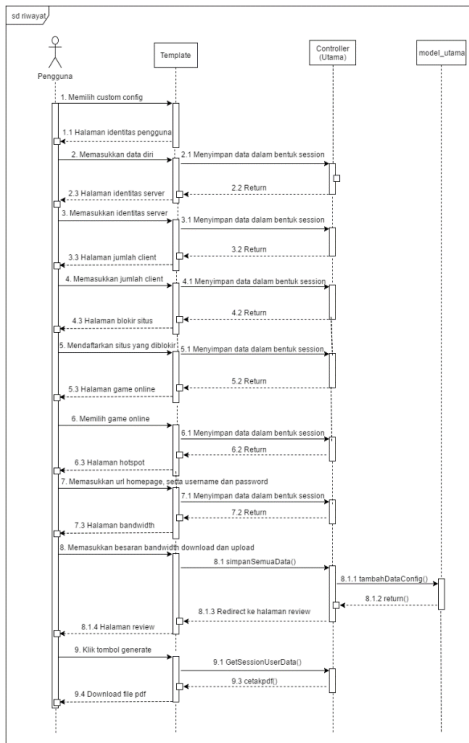 sd riwayat
Pengguna
Template
Controller
(Utama)
model_utama
1. Memilih custom config
1.1 Halaman identitas pengguna
2. Memasukkan data diri
2.1 Menyimpan data dalam bentuk session
2.2 Return
2.3 Halaman identitas server
3. Memasukkan identitas server
3.1 Menyimpan data dalam bentuk session
3.2 Return
3.3 Halaman jumlah client
4. Memasukkan jumlah client
4.1 Menyimpan data dalam bentuk session
4.2 Return
4.3 Halaman blokir situs
5. Mendaftarkan situs yang diblokir
5.1 Menyimpan data dalam bentuk session
5.2 Return
5.3 Halaman game online
6. Memilih game online
6.1 Menyimpan data dalam bentuk session
6.2 Return
6.3 Halaman hotspot
7. Memasukkan url homepage, serta username dan password
7.1 Menyimpan data dalam bentuk session
7.2 Return
7.3 Halaman bandwidth
8. Memasukkan besaran bandwidth download dan upload
8.1 simpanSemuaData()
8.1.1 tambahDataConfig()
8.1.2 return()
8.1.3 Redirect ke halaman review
8.1.4 Halaman review
9. Klik tombol generate
9.1 GetSessionUserData()
9.3 cetakpdf()
9.4 Download file pdf